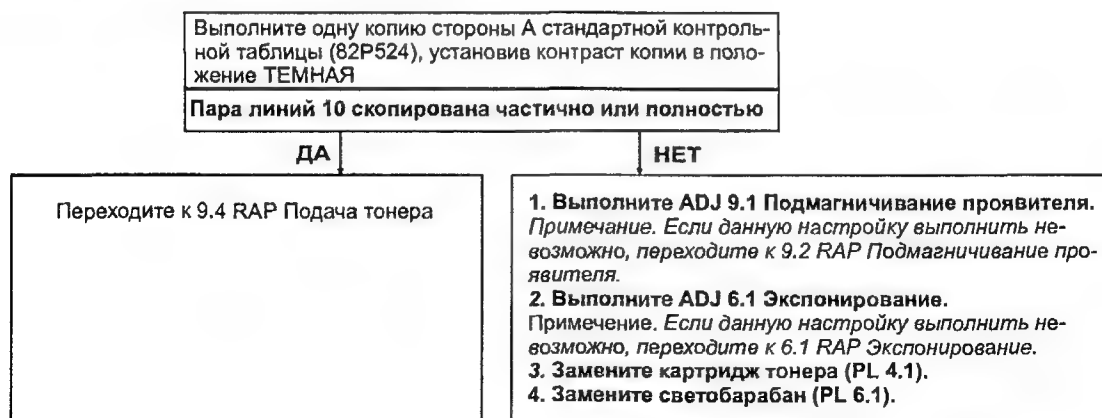 Выполните одну копию стороны А стандартной контроль-
ной таблицы (82Р524), установив контраст копии в поло-
жение ТЕМНАЯ
Пара линий 10 скопирована частично или полностью
ДА
НЕТ
Переходите к 9.4 RAP Подача тонера
1. Выполните ADJ 9.1 Подмагничивание проявителя.
Примечание. Если данную настройку выполнить не-
возможно, переходите к 9.2 RAP Подмагничивание про-
явителя.
2. Выполните ADJ 6.1 Экспонирование.
Примечение. Если данную настройку выполнить не-
возможно, переходите к 6.1 RAP Экспонирование.
3. Замените картридж тонера (PL 4.1).
4. Замените светобарабан (PL 6.1).